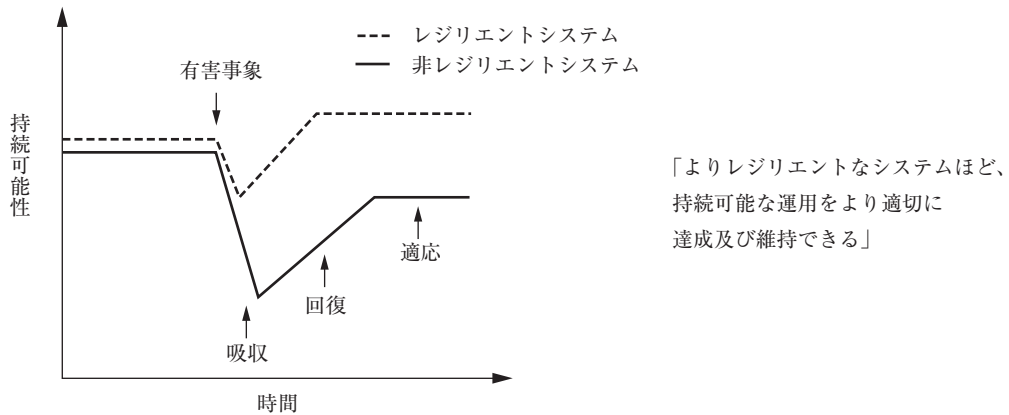 レジリエントシステム
非レジリエントシステム
有害事象
持続可能性
適応
回復
吸収
時間
「よりレジリエントなシステムほど、
持続可能な運用をより適切に
達成及び維持できる」